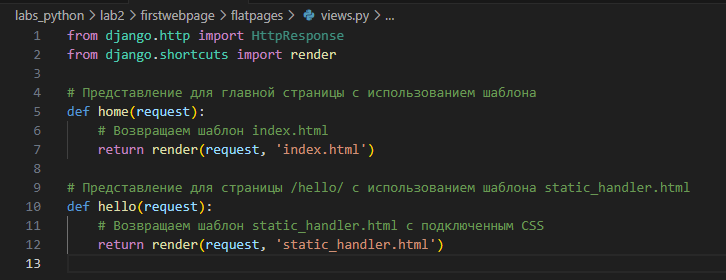 labs_python > lab2 > firstwebpage > flatpages > views.py > ...
1 from django.http import HttpResponse
2 from django.shortcuts import render
3
4 # Представление для главной страницы с использованием шаблона
5 def home(request):
6     # Возвращаем шаблон index.html
7     return render(request, 'index.html')
8
9 # Представление для страницы /hello/ с использованием шаблона static_handler.html
10 def hello(request):
11     # Возвращаем шаблон static_handler.html с подключенным CSS
12     return render(request, 'static_handler.html')
13